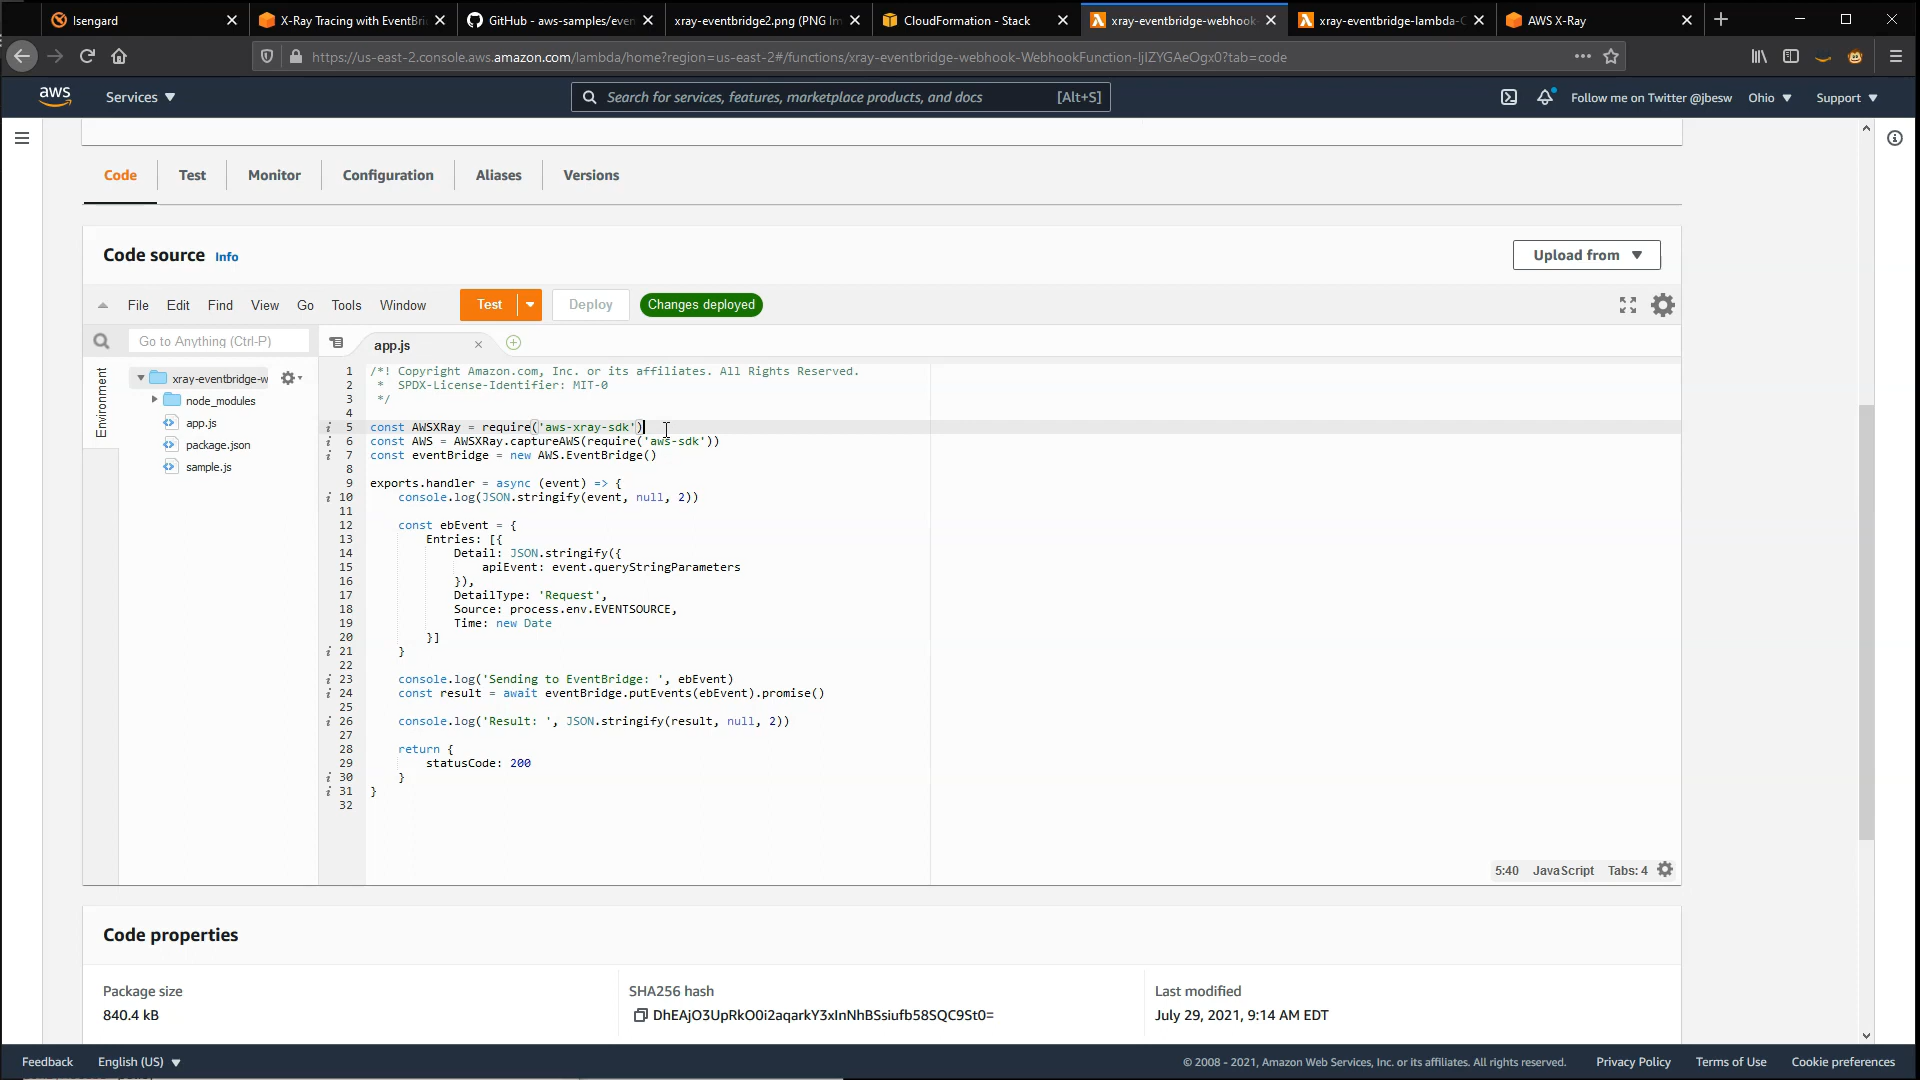 Isengard
X-Ray Tracing with EventBri
GitHub - aws-samples/even
xray-eventbridge2.png (PNG Im
CloudFormation - Stack
xray-eventbridge-webhook-
xray-eventbridge-lambda-C
AWS X-Ray
https://us-east-2.console.aws.amazon.com/lambda/home?region=us-east-2#/functions/xray-eventbridge-webhook-WebhookFunction-ljIZYGAeOgx0?tab=code
aws
Services
Search for services, features, marketplace products, and docs
[Alt+S]
Follow me on Twitter @jbesw
Ohio
Support
Code
Test
Monitor
Configuration
Aliases
Versions
Code source
Info
Upload from
File
Edit
Find
View
Go
Tools
Window
Test
Deploy
Changes deployed
Go to Anything (Ctrl-P)
app.js
Environment
xray-eventbridge-w
node_modules
app.js
package.json
sample.js
1 /*! Copyright Amazon.com, Inc. or its affiliates. All Rights Reserved.
2  *  SPDX-License-Identifier: MIT-0
3  */
4
5 const AWSXRay = require('aws-xray-sdk')
6 const AWS = AWSXRay.captureAWS(require('aws-sdk'))
7 const eventBridge = new AWS.EventBridge()
8
9 exports.handler = async (event) => {
10     console.log(JSON.stringify(event, null, 2))
11
12     const ebEvent = {
13         Entries: [{
14             Detail: JSON.stringify({
15                 apiEvent: event.queryStringParameters
16             }),
17             DetailType: 'Request',
18             Source: process.env.EVENTSOURCE,
19             Time: new Date
20         }]
21     }
22
23     console.log('Sending to EventBridge: ', ebEvent)
24     const result = await eventBridge.putEvents(ebEvent).promise()
25
26     console.log('Result: ', JSON.stringify(result, null, 2))
27
28     return {
29         statusCode: 200
30     }
31 }
32
5:40
JavaScript
Tabs: 4
Code properties
Package size
840.4 kB
SHA256 hash
DhEAjO3UpRkO0i2aqarkY3xInNhBSsiufb58SQC9St0=
Last modified
July 29, 2021, 9:14 AM EDT
Feedback
English (US)
© 2008 - 2021, Amazon Web Services, Inc. or its affiliates. All rights reserved.
Privacy Policy
Terms of Use
Cookie preferences